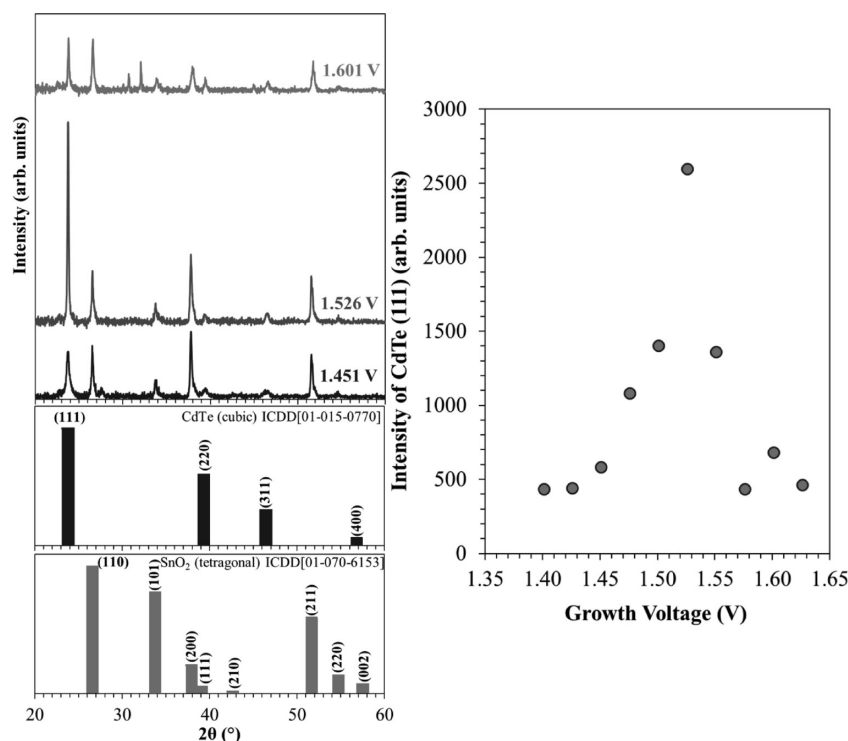 Intensity (arb. units)
1.601 V
1.526 V
1.451 V
CdTe (cubic) ICDD[01-015-0770]
(111)
(220)
(311)
(400)
SnO₂ (tetragonal) ICDD[01-070-6153]
(110)
(101)
(200)
(111)
(210)
(211)
(220)
(002)
20 30 40 50 60
2θ (°)
Intensity of CdTe (111) (arb. units)
3000
2500
2000
1500
1000
500
0
1.35 1.40 1.45 1.50 1.55 1.60 1.65
Growth Voltage (V)